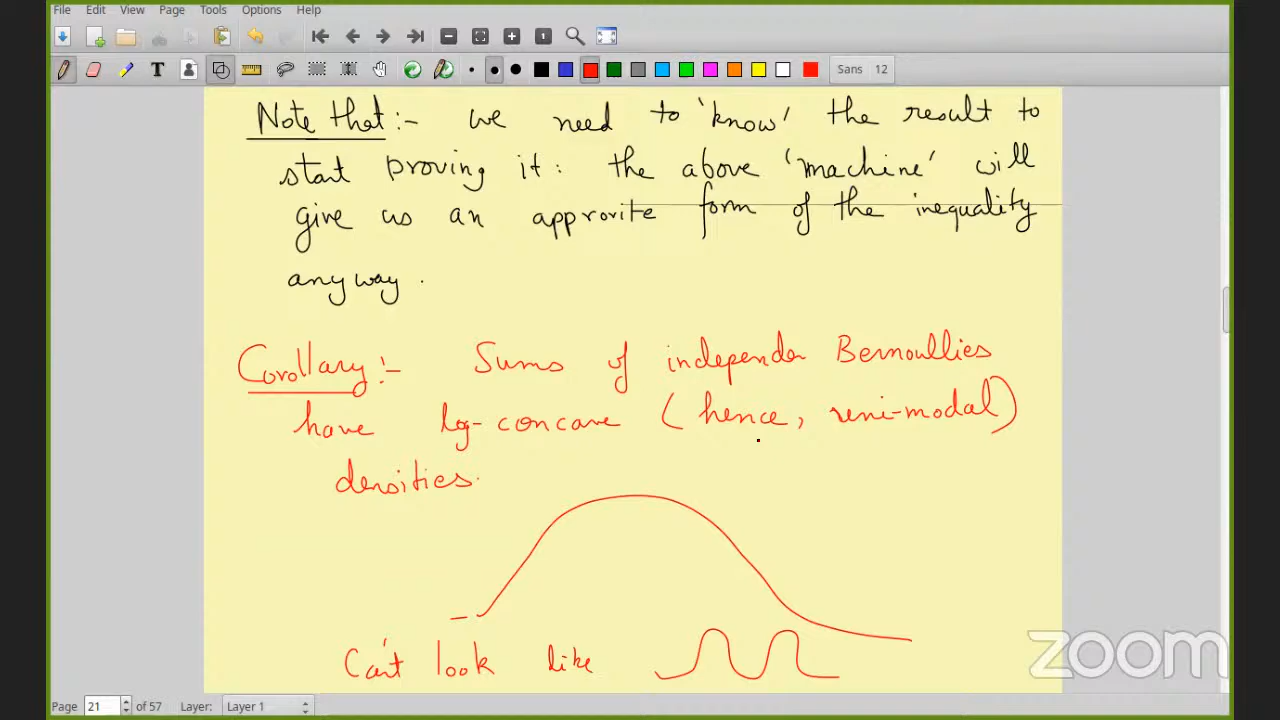 File Edit View Page Tools Options Help
Sans 12
Note that:- we need to 'know' the result to
start proving it: the above 'machine' will
give us an approrite form of the inequality
anyway.
Corollary:- Sums of independen Bernoullies
have log-concave (hence, uni-modal)
densities.
Can't look like
zoom
Page 21 of 57 Layer: Layer 1